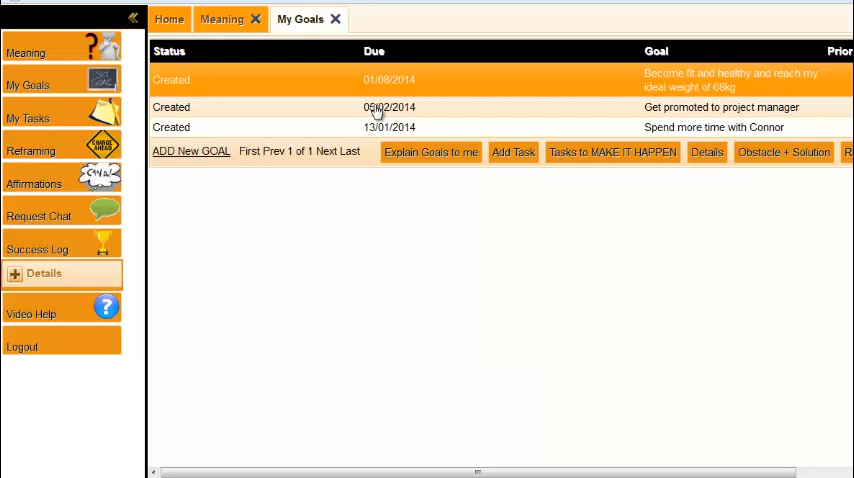 Home Meaning My Goals
Status Due Goal Prior
Created 01/08/2014 Become fit and healthy and reach my
ideal weight of 68kg
Created 06/02/2014 Get promoted to project manager
Created 13/01/2014 Spend more time with Connor
ADD New GOAL First Prev 1 of 1 Next Last Explain Goals to me Add Task Tasks to MAKE IT HAPPEN Details Obstacle + Solution R
Meaning
My Goals
SET GOAL
My Tasks
Reframing
CHANGE AHEAD
Affirmations
Request Chat
Success Log
Details
Video Help
Logout